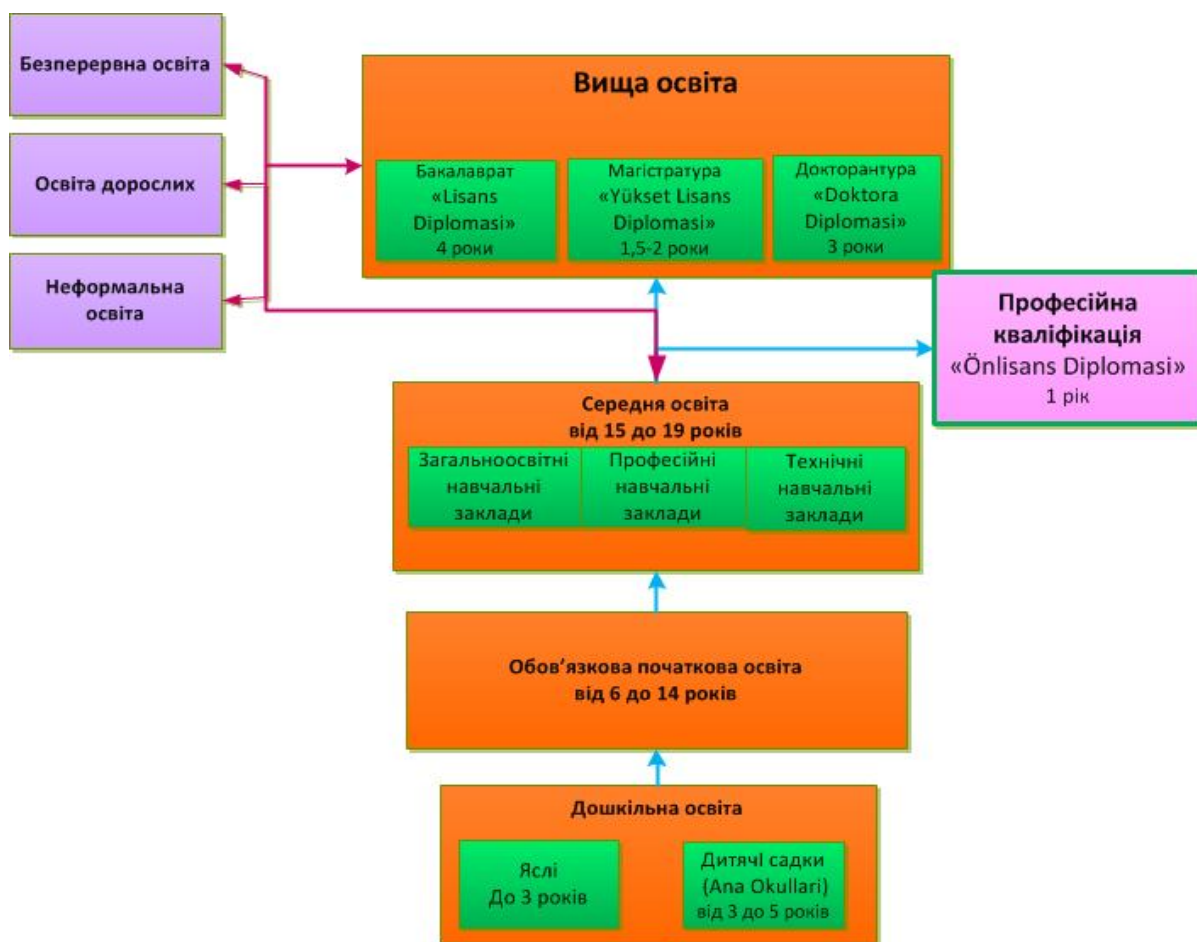 Безперервна освіта
Освіта дорослих
Неформальна
освіта
Вища освіта
Бакалаврат
«Lisans
Diplomasi»
4 роки
Магістратура
«Yükset Lisans
Diplomasi»
1,5-2 роки
Докторантура
«Doktora
Diplomasi»
3 роки
Професійна
кваліфікація
«Önlisans Diplomasi»
1 рік
Середня освіта
від 15 до 19 років
Загальноосвітні
навчальні
заклади
Професійні
навчальні
заклади
Технічні
навчальні
заклади
Обов’язкова початкова освіта
від 6 до 14 років
Дошкільна освіта
Яслі
До 3 років
ДитячІ садки
(Ana Okullari)
від 3 до 5 років